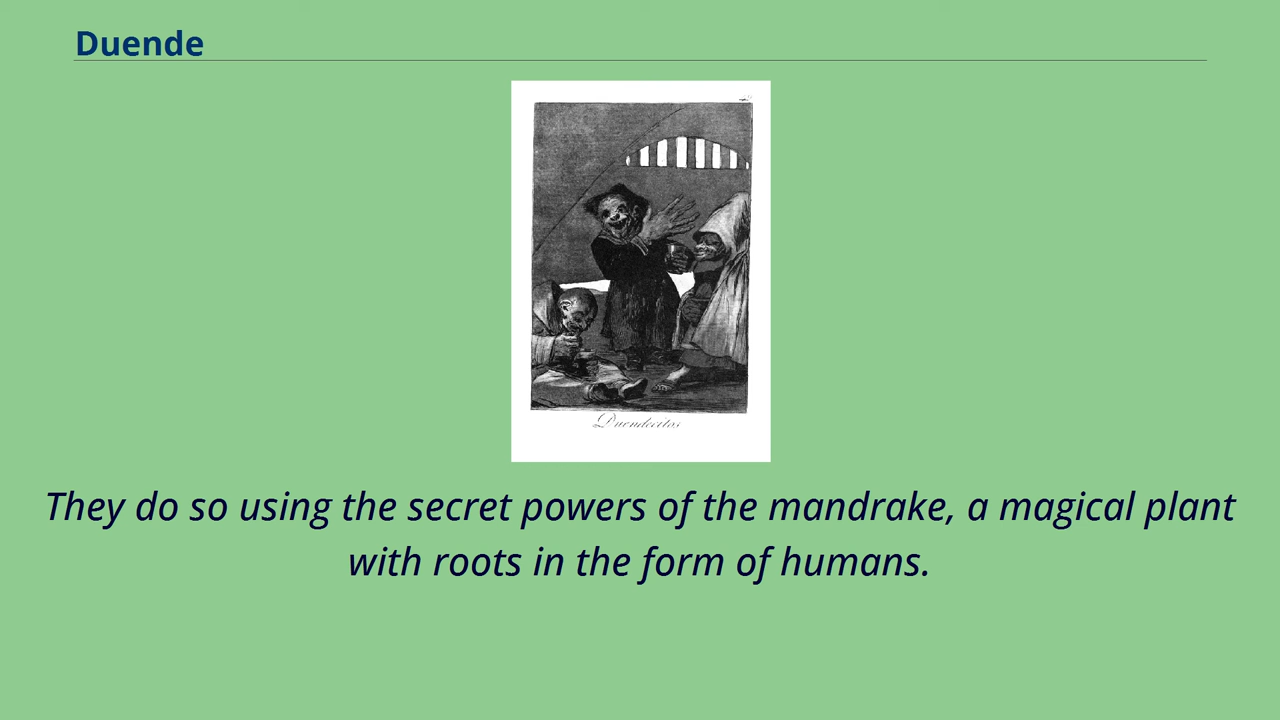 Duende
Duendecitos
They do so using the secret powers of the mandrake, a magical plant
with roots in the form of humans.